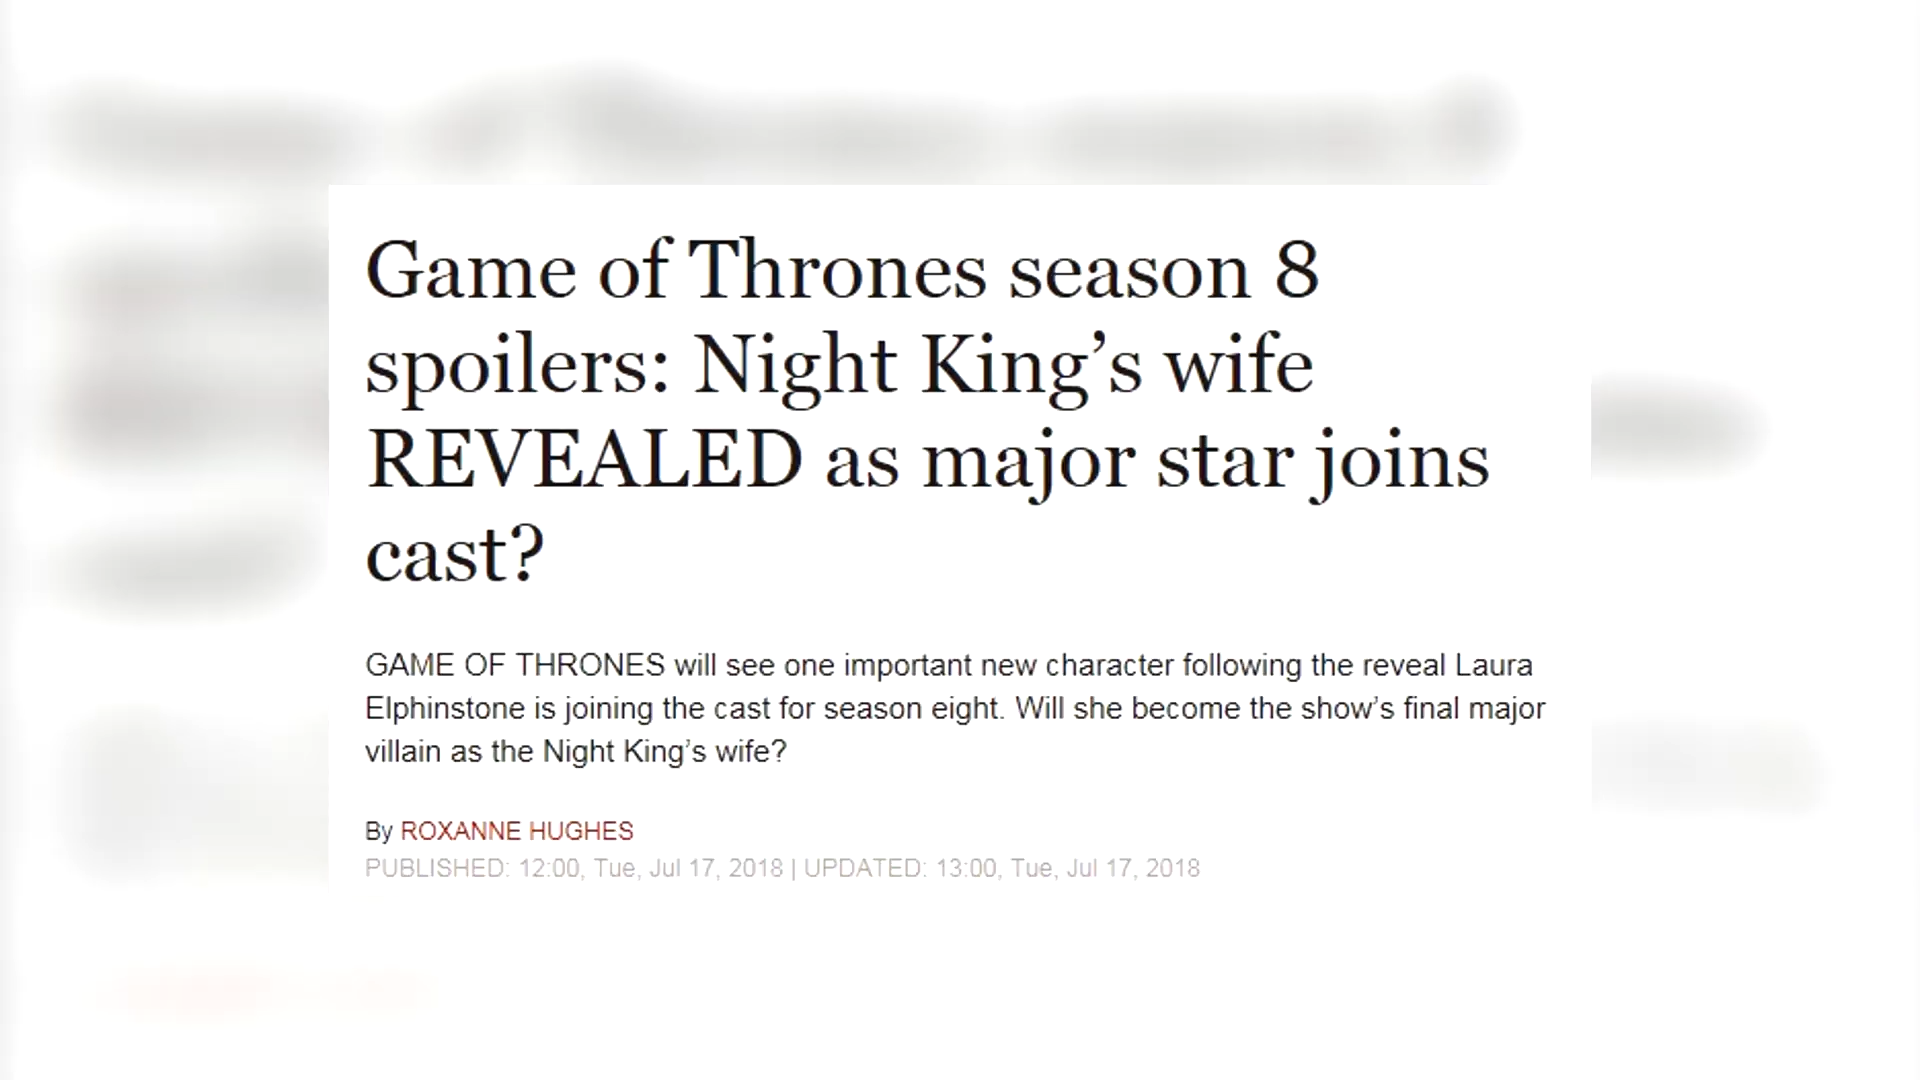 Game of Thrones season 8
spoilers: Night King’s wife
REVEALED as major star joins
cast?
GAME OF THRONES will see one important new character following the reveal Laura
Elphinstone is joining the cast for season eight. Will she become the show’s final major
villain as the Night King’s wife?
By ROXANNE HUGHES
PUBLISHED: 12:00, Tue, Jul 17, 2018 | UPDATED: 13:00, Tue, Jul 17, 2018